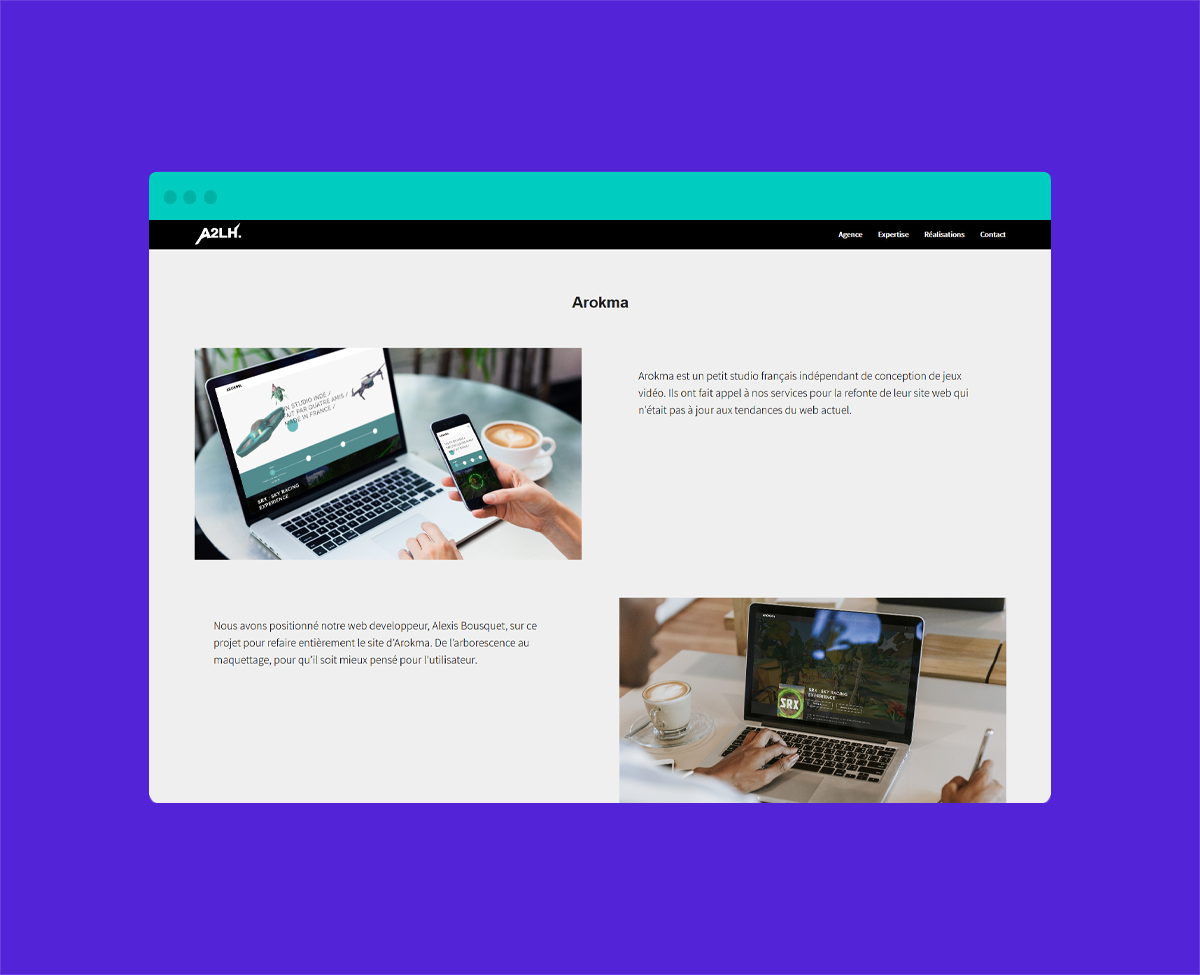 A2LH.
Agence Expertise Réalisations Contact
Arokma
AROKMA
UN STUDIO INDÉ /
FAIT PAR QUATRE AMIS /
MADE IN FRANCE /
SRX : SKY RACING
EXPERIENCE
Arokma est un petit studio français indépendant de conception de jeux
vidéo. Ils ont fait appel à nos services pour la refonte de leur site web qui
n'était pas à jour aux tendances du web actuel.
Nous avons positionné notre web developpeur, Alexis Bousquet, sur ce
projet pour refaire entièrement le site d'Arokma. De l'arborescence au
maquettage, pour qu'il soit mieux pensé pour l'utilisateur.
AROKMA
SRX : SKY RACING
EXPERIENCE
SRX